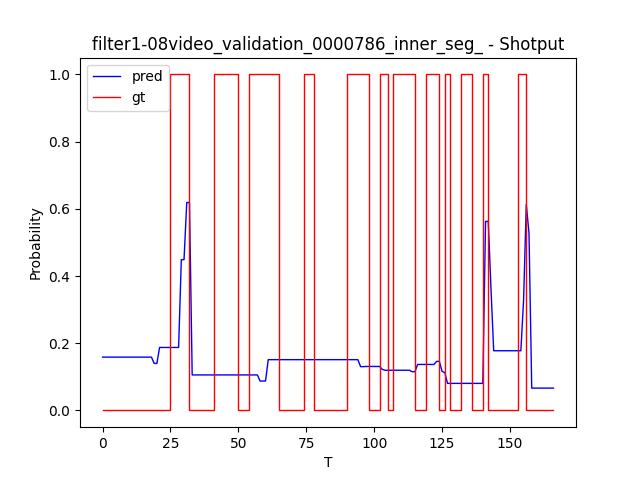 filter1-08video_validation_0000786_inner_seg_ - Shotput
pred
gt
1.0
0.8
0.6
0.4
0.2
0.0
Probability
0 25 50 75 100 125 150
T